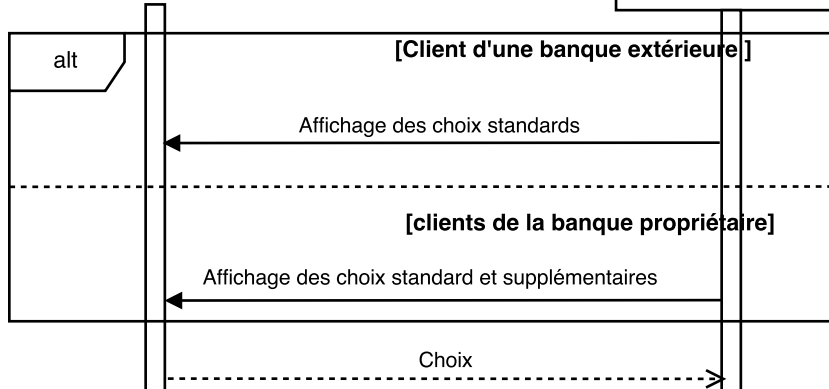 [Client d'une banque extérieure ]
alt
Affichage des choix standards
[clients de la banque propriétaire]
Affichage des choix standard et supplémentaires
Choix